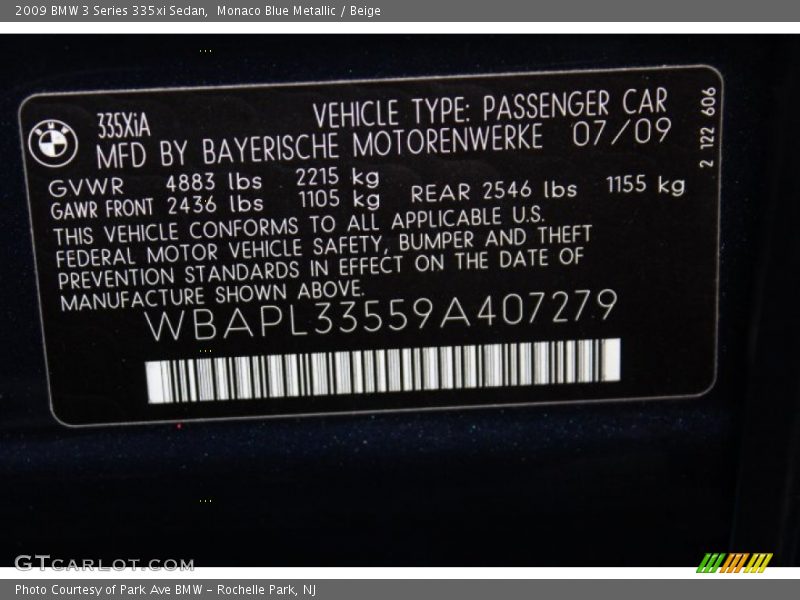 2009 BMW 3 Series 335xi Sedan,  Monaco Blue Metallic / Beige
335XiA VEHICLE TYPE: PASSENGER CAR
MFD BY BAYERISCHE MOTORENWERKE 07/09
GVWR 4883 lbs 2215 kg
GAWR FRONT 2436 lbs 1105 kg REAR 2546 lbs 1155 kg
THIS VEHICLE CONFORMS TO ALL APPLICABLE U.S.
FEDERAL MOTOR VEHICLE SAFETY, BUMPER AND THEFT
PREVENTION STANDARDS IN EFFECT ON THE DATE OF
MANUFACTURE SHOWN ABOVE.
WBAPL33559A407279
2 122 606
GTCARLOT.COM
Photo Courtesy of Park Ave BMW - Rochelle Park, NJ